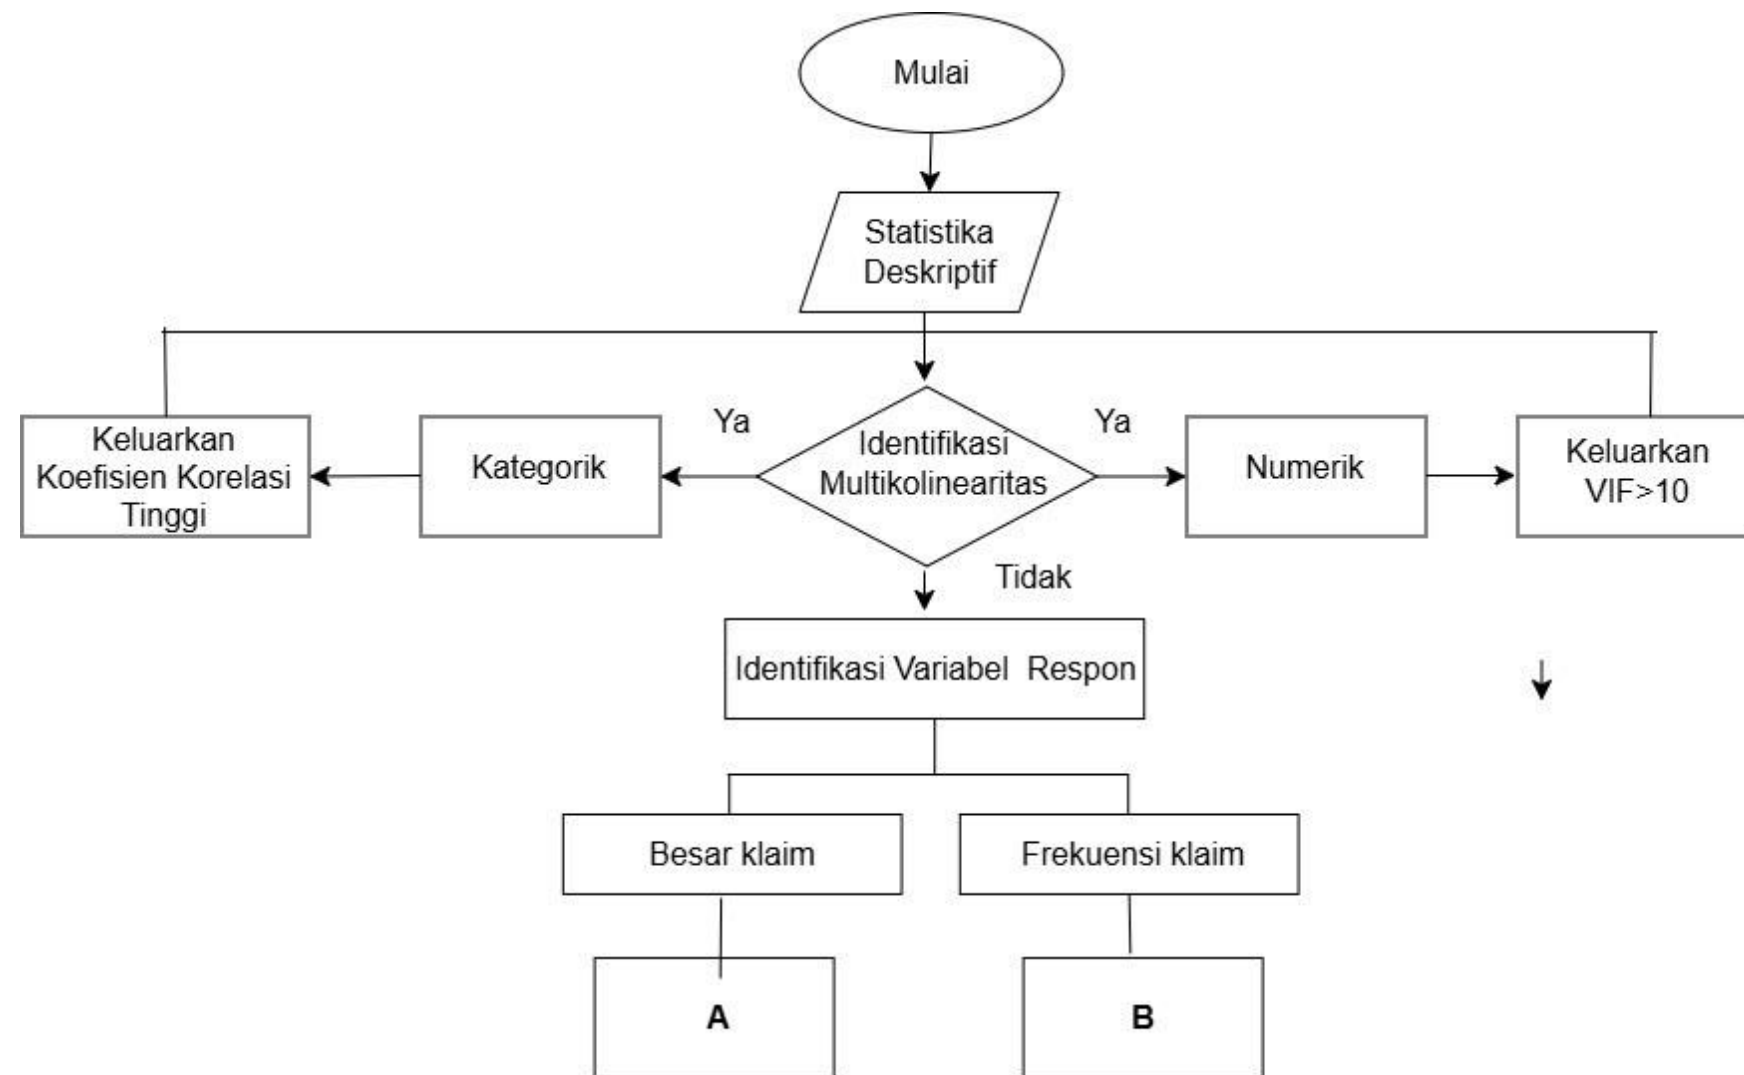 Mulai
Statistika
Deskriptif
Keluarkan
Koefisien Korelasi
Tinggi
Kategorik
Ya
Identifikasi
Multikolinearitas
Ya
Numerik
Keluarkan
VIF>10
Tidak
Identifikasi Variabel Respon
Besar klaim
Frekuensi klaim
A
B